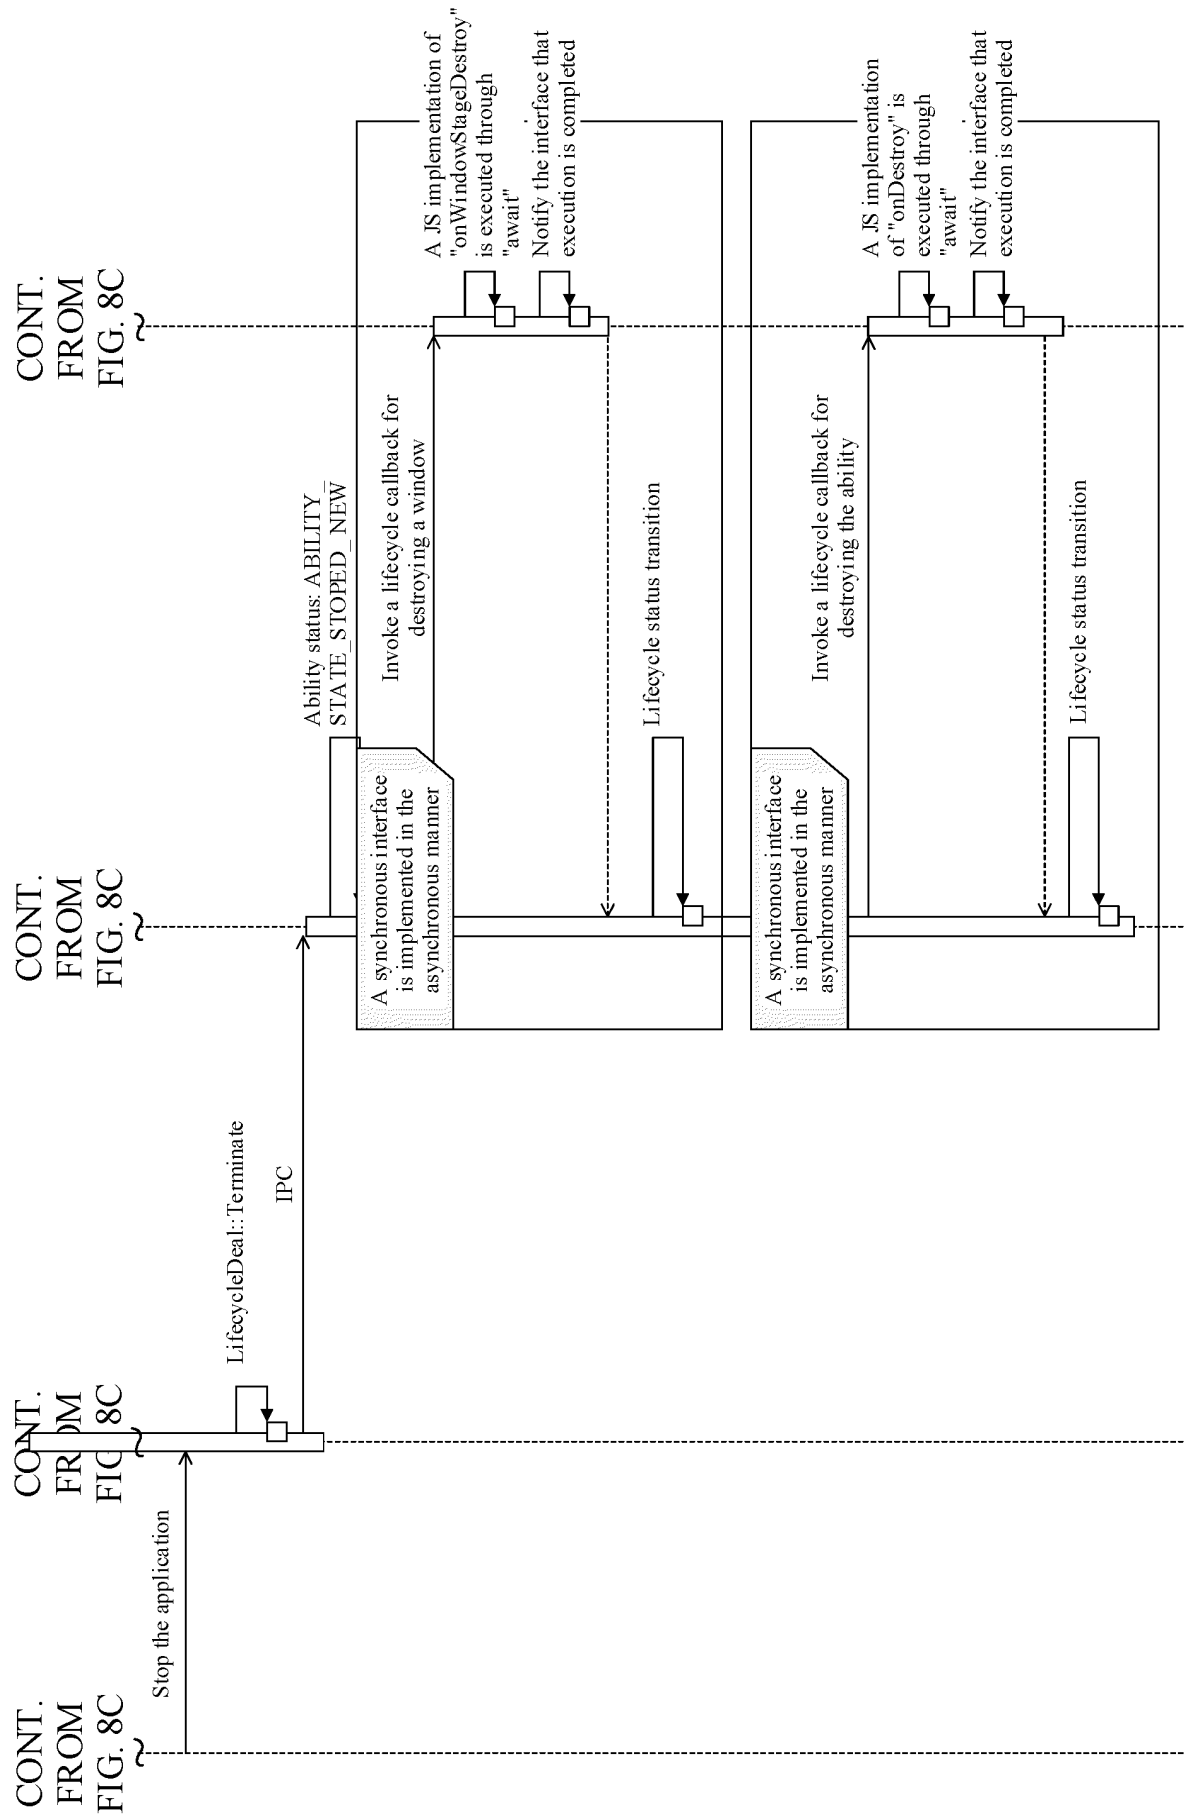 CONT.
FROM
FIG. 8C
CONT.
FROM
FIG. 8C
CONT.
FROM
FIG. 8C
CONT.
FROM
FIG. 8C
Stop the application
LifecycleDeal::Terminate
IPC
Ability status: ABILITY_
STATE_STOPED_NEW
A synchronous interface
is implemented in the
asynchronous manner
Invoke a lifecycle callback for
destroying a window
A JS implementation of
"onWindowStageDestroy"
is executed through
"await"
Notify the interface that
execution is completed
Lifecycle status transition
A synchronous interface
is implemented in the
asynchronous manner
Invoke a lifecycle callback for
destroying the ability
A JS implementation
of "onDestroy" is
executed through
"await"
Notify the interface that
execution is completed
Lifecycle status transition